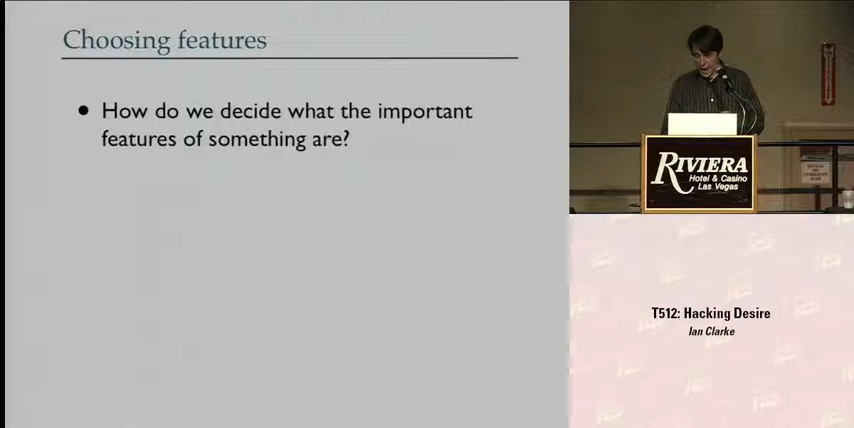 Choosing features
• How do we decide what the important
features of something are?
RIVIERA
Hotel & Casino
Las Vegas
T512: Hacking Desire
Ian Clarke